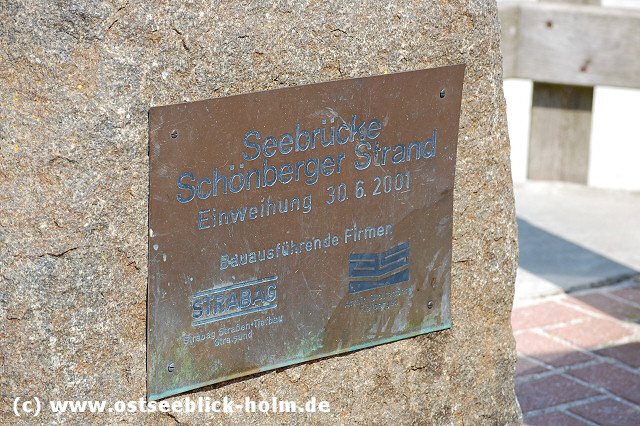 Seebrücke
Schönberger Strand
Einweihung 30. 6. 2001
Bauausführende Firmen
STRABAG
Strabag Straßen-Tiefbau
Stralsund
(c) www.ostseeblick-holm.de